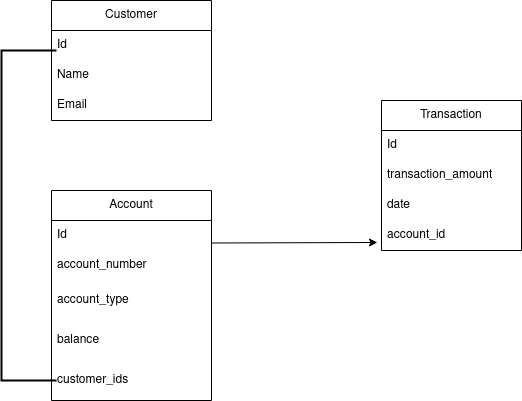 Customer
Id
Name
Email
Transaction
Id
transaction_amount
date
account_id
Account
Id
account_number
account_type
balance
customer_ids